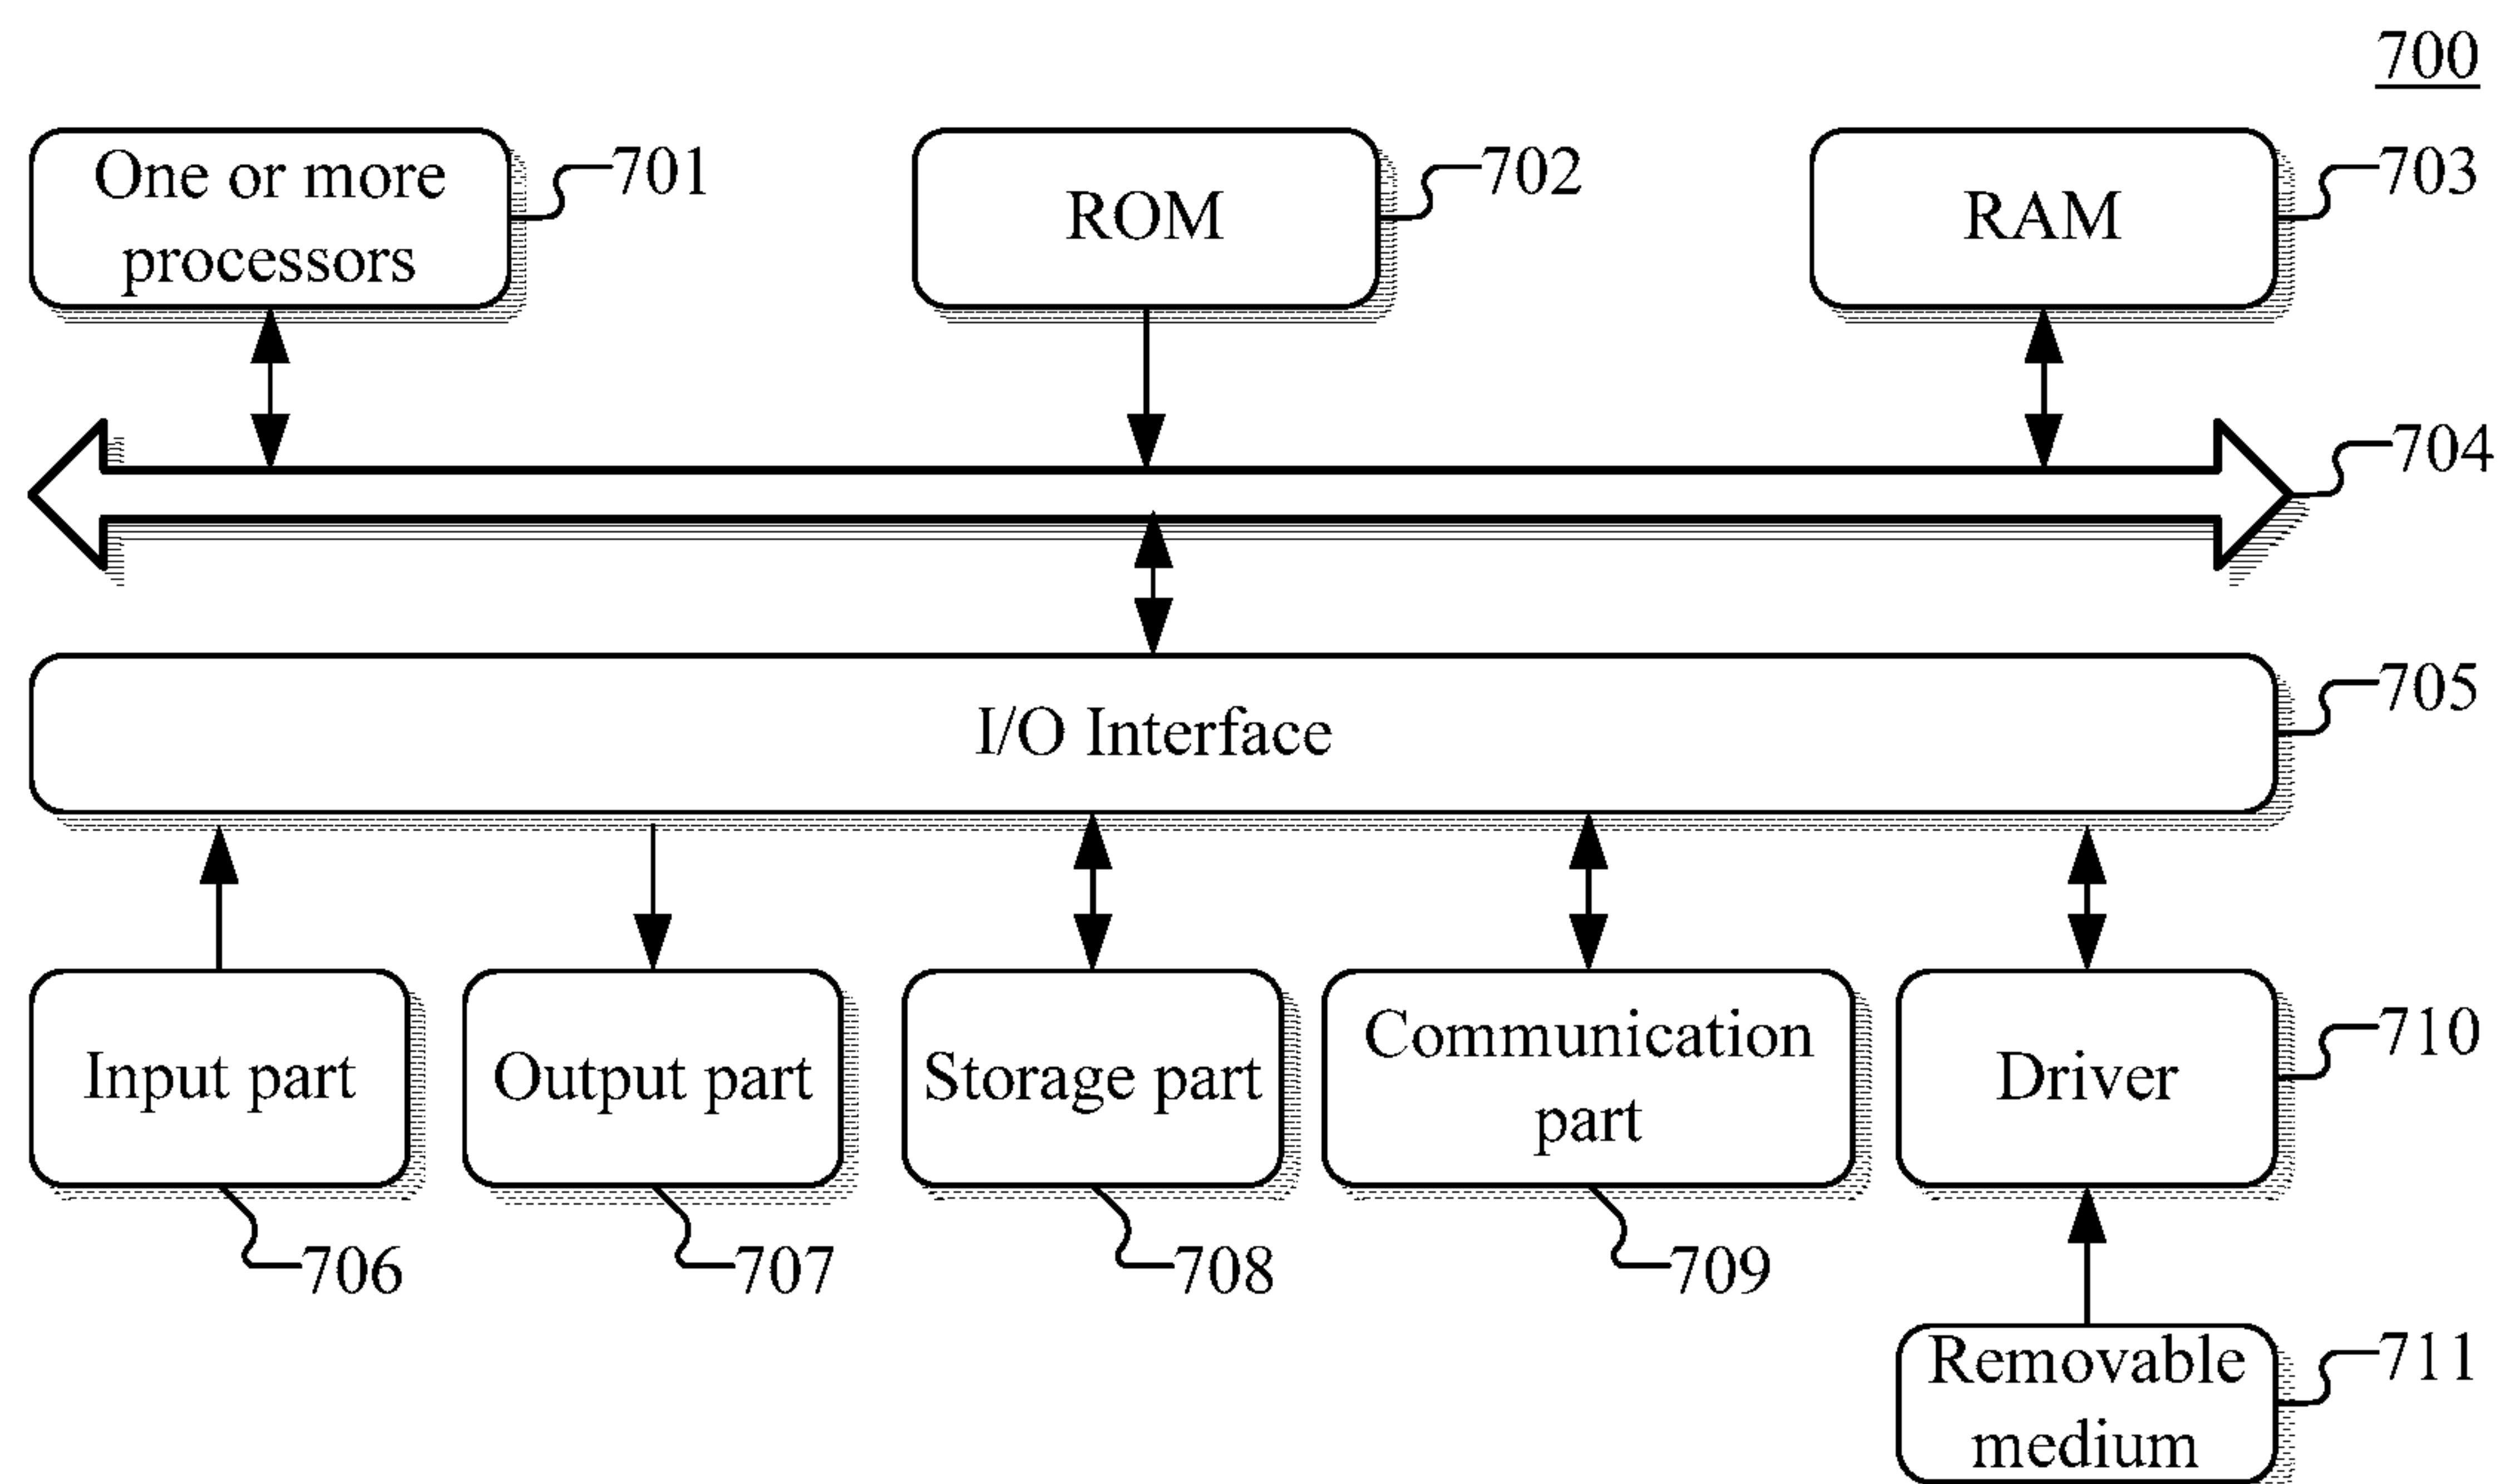 700
One or more
processors
701
ROM
702
RAM
703
704
I/O Interface
705
Input part
Output part
Storage part
Communication
part
Driver
710
706
707
708
709
Removable
medium
711